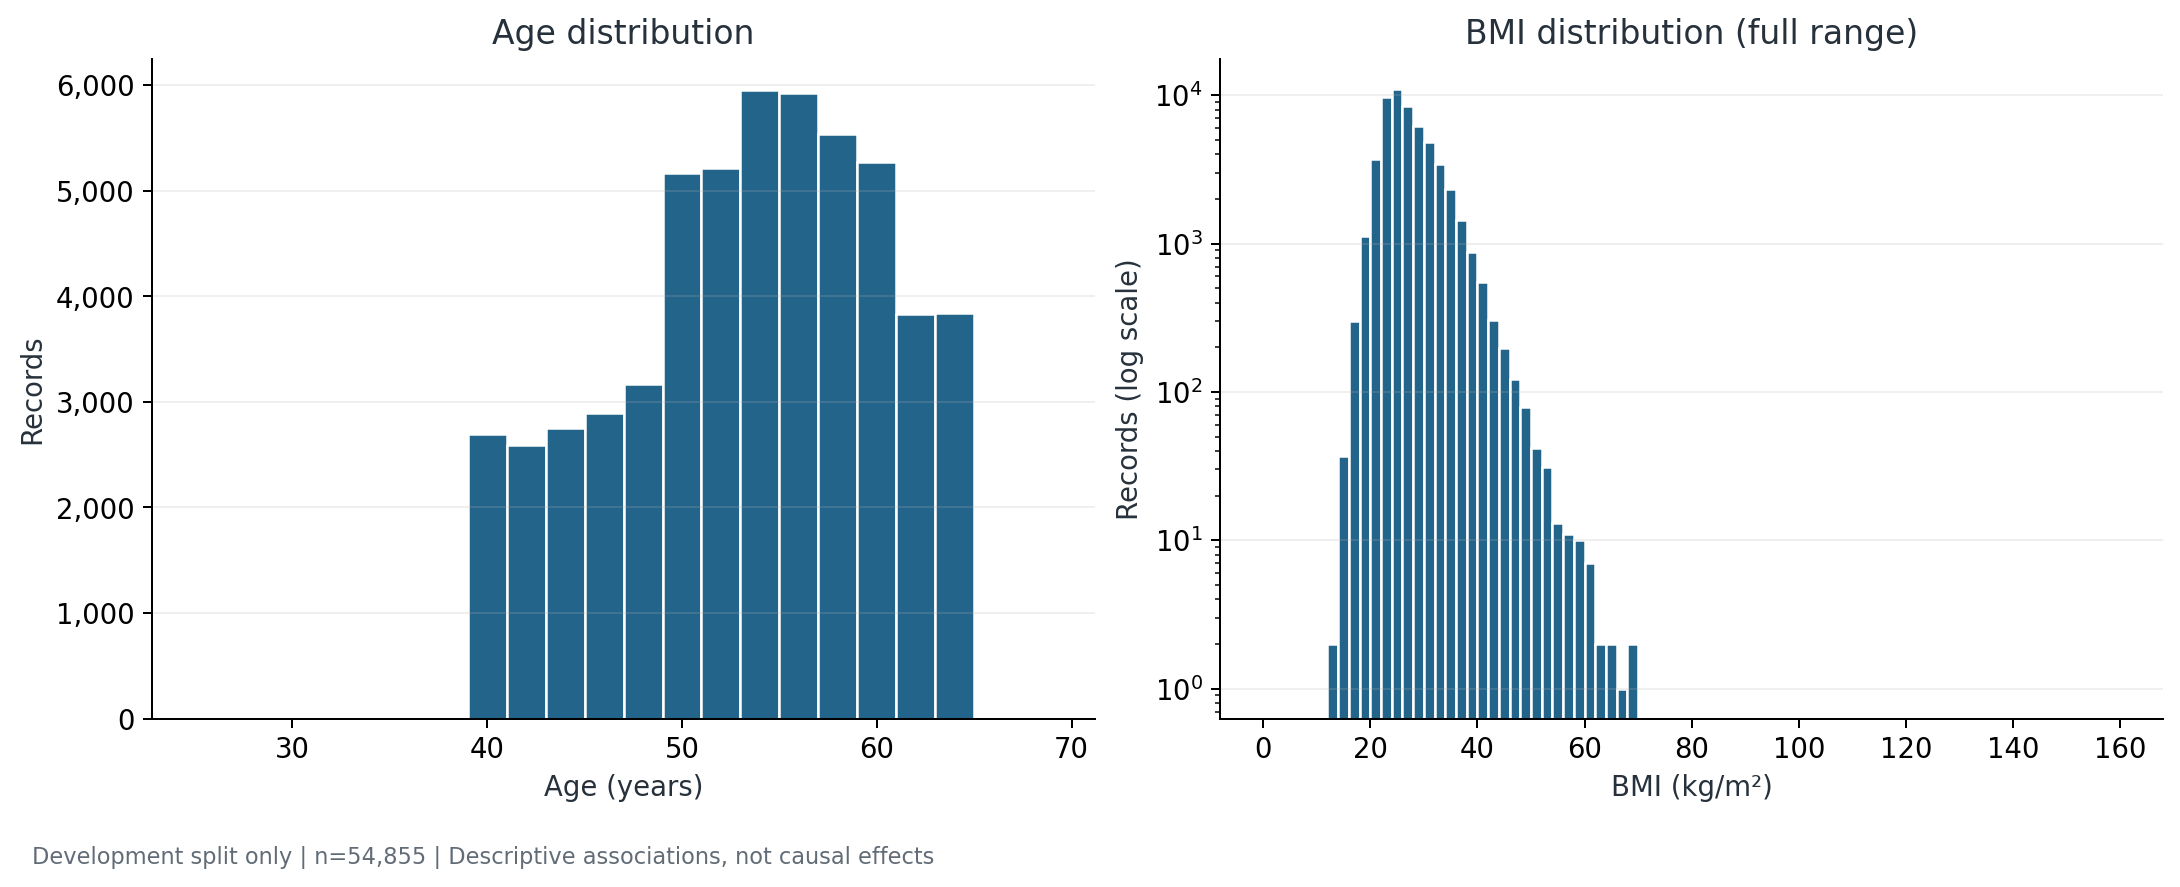 Age distribution
6,000
5,000
4,000
3,000
2,000
1,000
0
Records
30 40 50 60 70
Age (years)
BMI distribution (full range)
10⁴
10³
10²
10¹
10⁰
Records (log scale)
0 20 40 60 80 100 120 140 160
BMI (kg/m²)
Development split only | n=54,855 | Descriptive associations, not causal effects